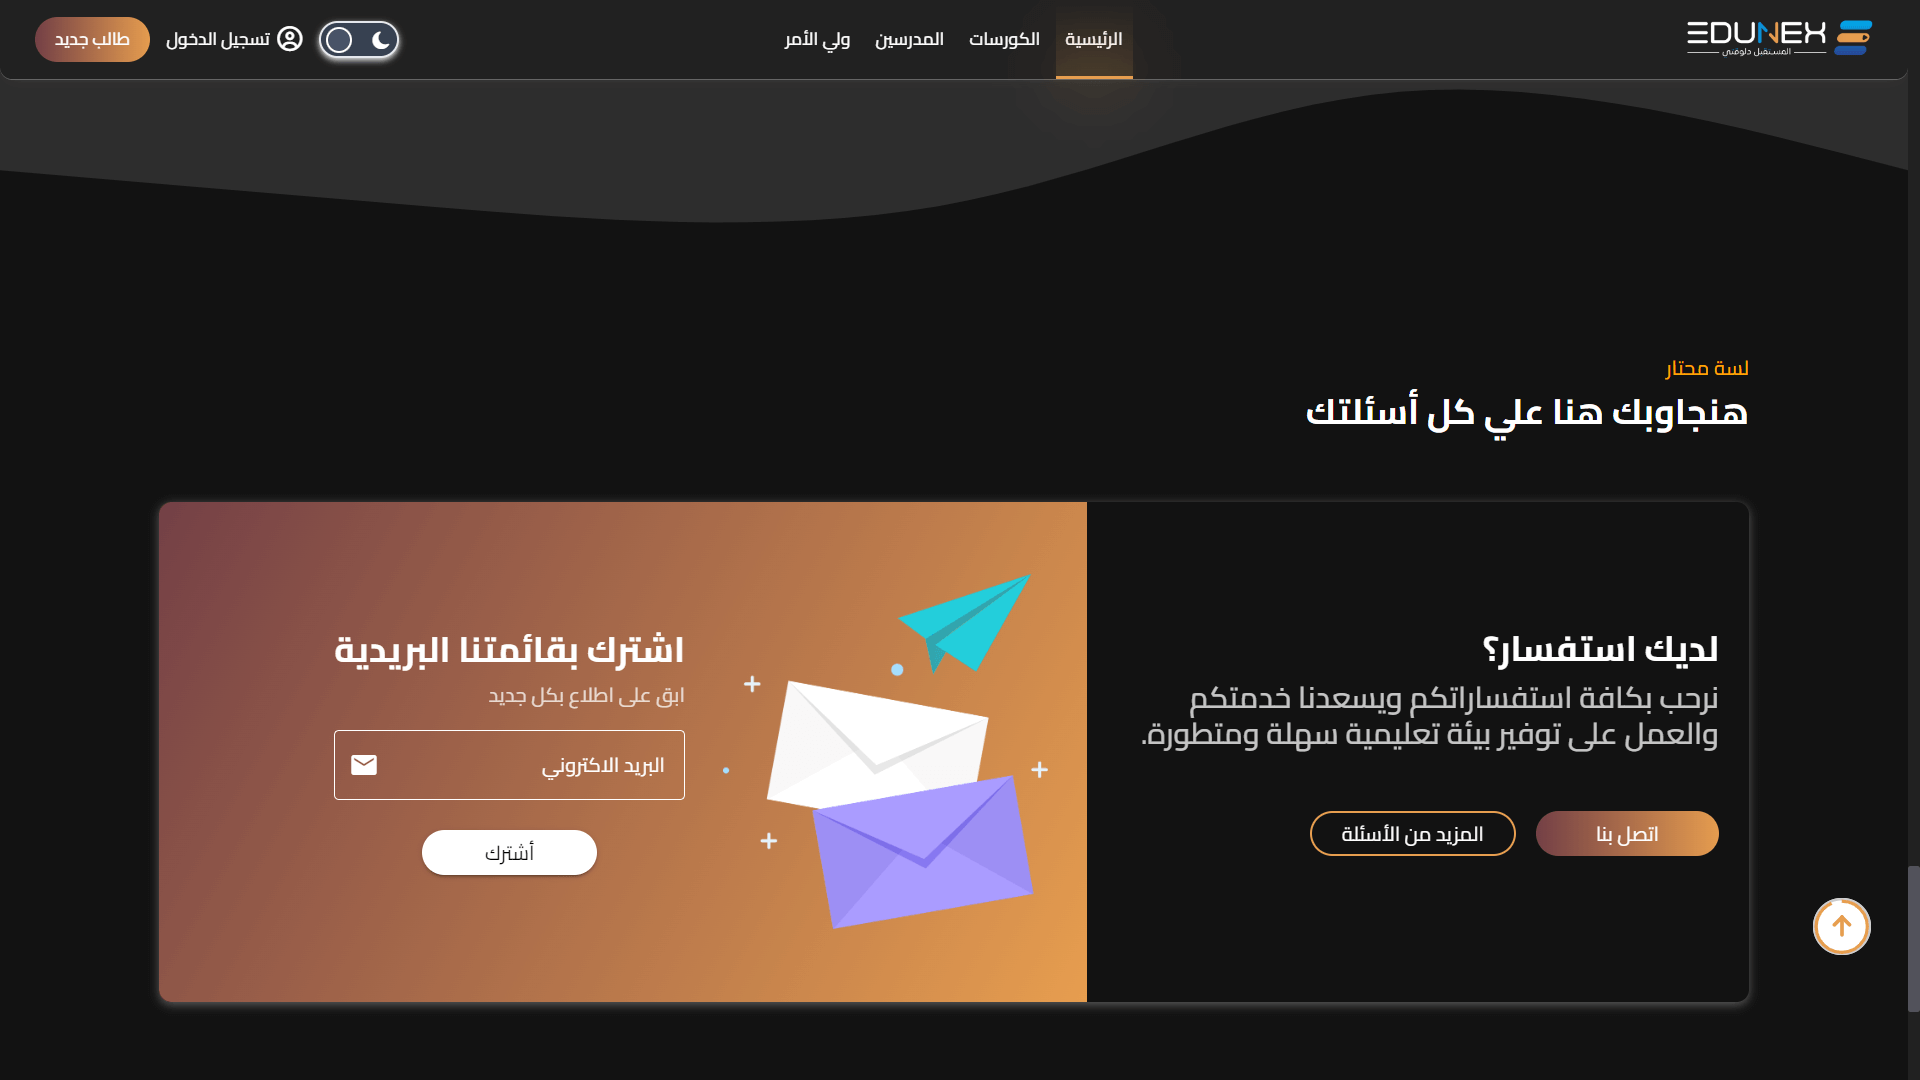 EDUNEX
المستقبل دلوقتي
الرئيسية
الكورسات
المدرسين
ولي الأمر
تسجيل الدخول
طالب جديد
لسة محتار
هنجاوبك هنا علي كل أسئلتك
لديك استفسار؟
نرحب بكافة استفساراتكم ويسعدنا خدمتكم
والعمل على توفير بيئة تعليمية سهلة ومتطورة.
اتصل بنا
المزيد من الأسئلة
اشترك بقائمتنا البريدية
ابق على اطلاع بكل جديد
البريد الاكتروني
أشترك